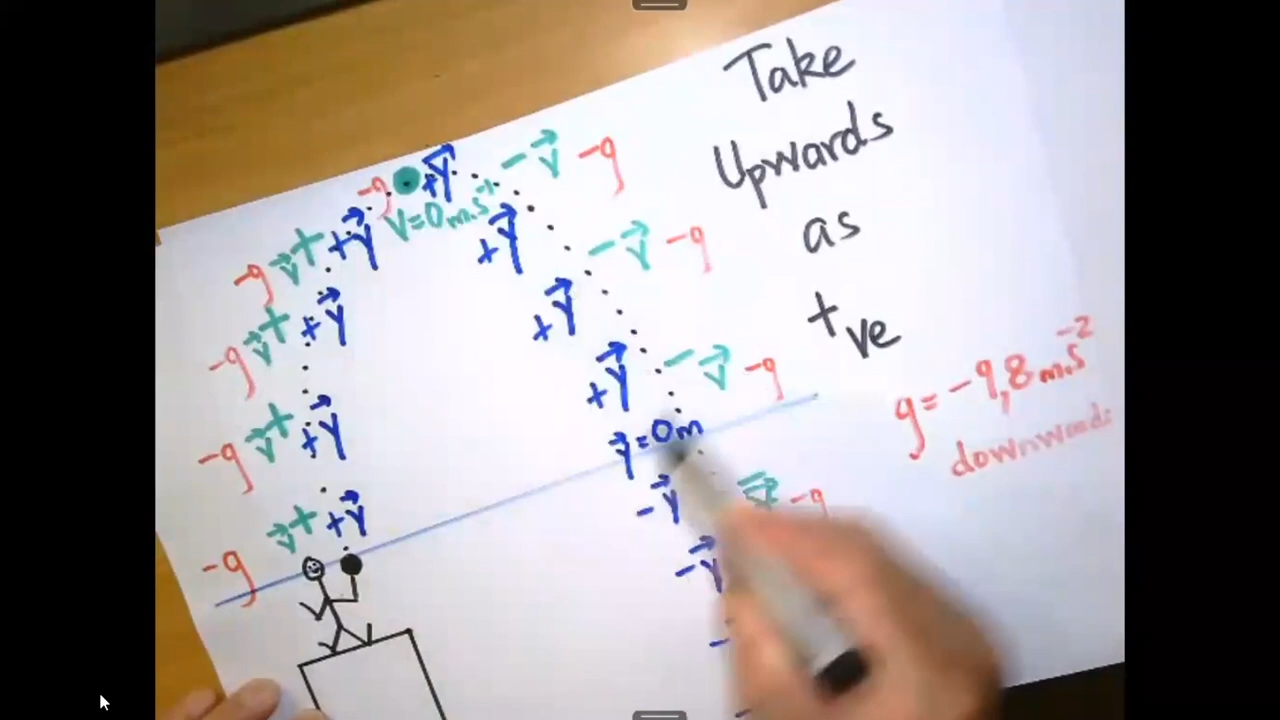 Take
Upwards
as
+ve
g = -9,8 m.s⁻²
downwards
-g +y⃗ -v⃗ -g
v=0m.s⁻¹
-g v⃗+ +y⃗ +y⃗ -v⃗ -g
-g v⃗+ +y⃗ +y⃗
-g v⃗+ +y⃗ +y⃗ -v⃗ -g
y⃗=0m
-g v⃗+ +y⃗ -y⃗ v⃗ -g
-y⃗